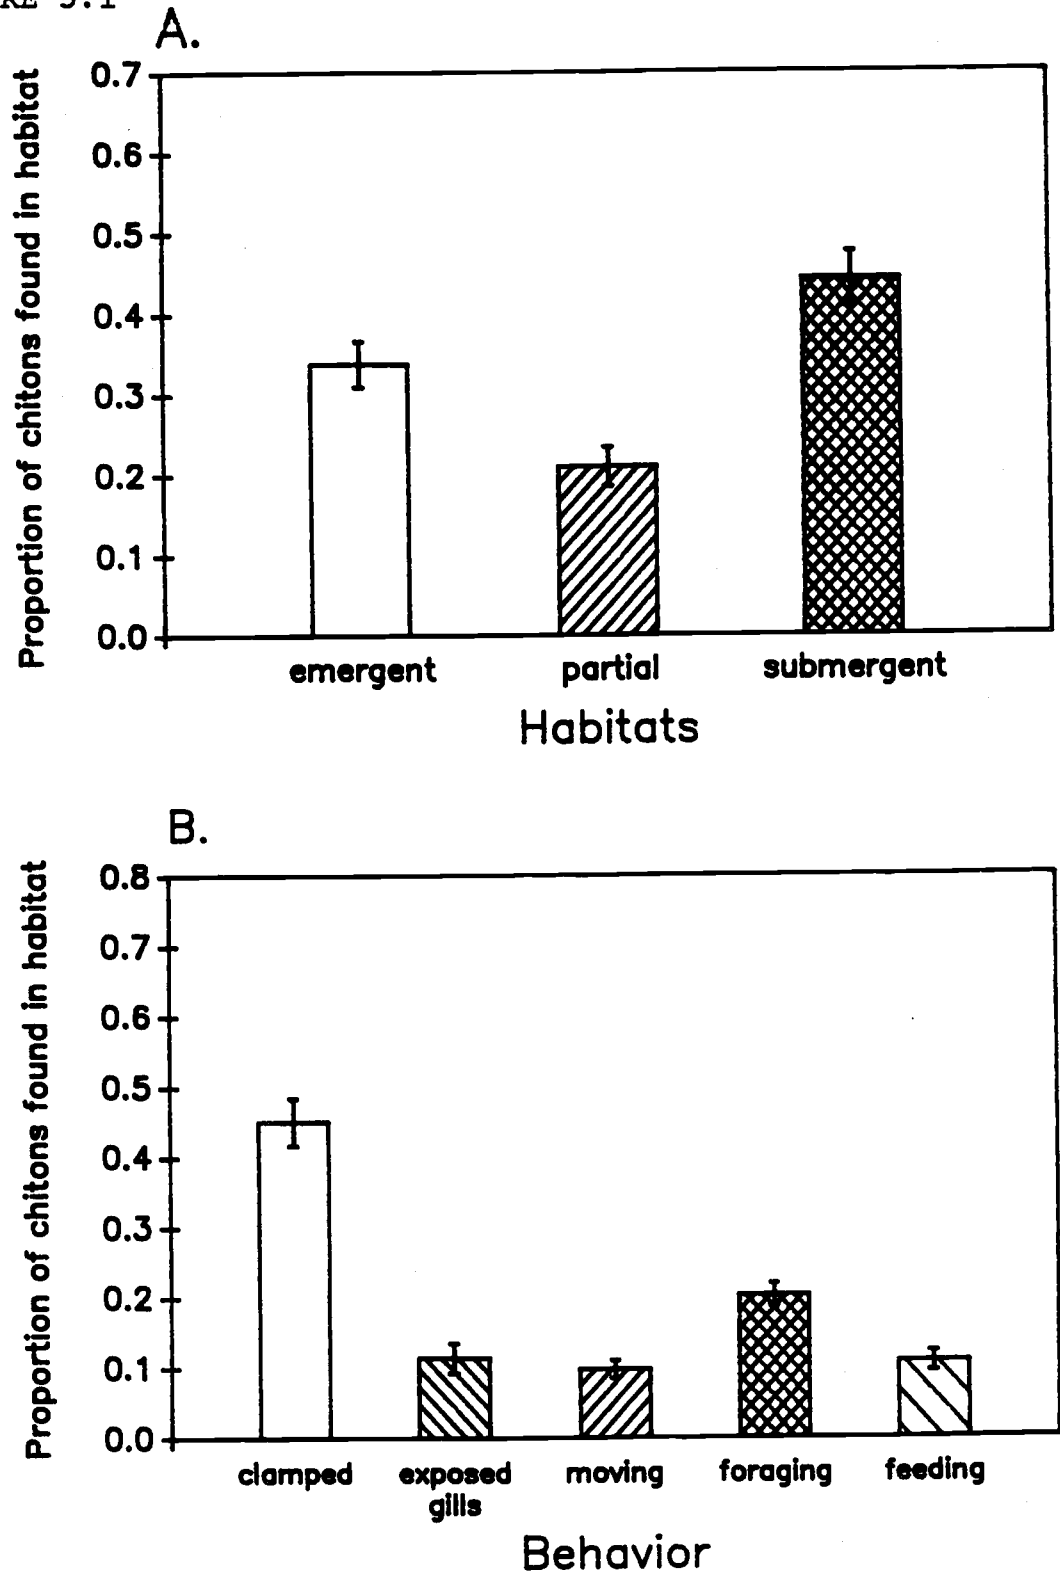 A.
Proportion of chitons found in habitat
0.7
0.6
0.5
0.4
0.3
0.2
0.1
0.0
emergent partial submergent
Habitats
B.
Proportion of chitons found in habitat
0.8
0.7
0.6
0.5
0.4
0.3
0.2
0.1
0.0
clamped exposed moving foraging feeding
gills
Behavior